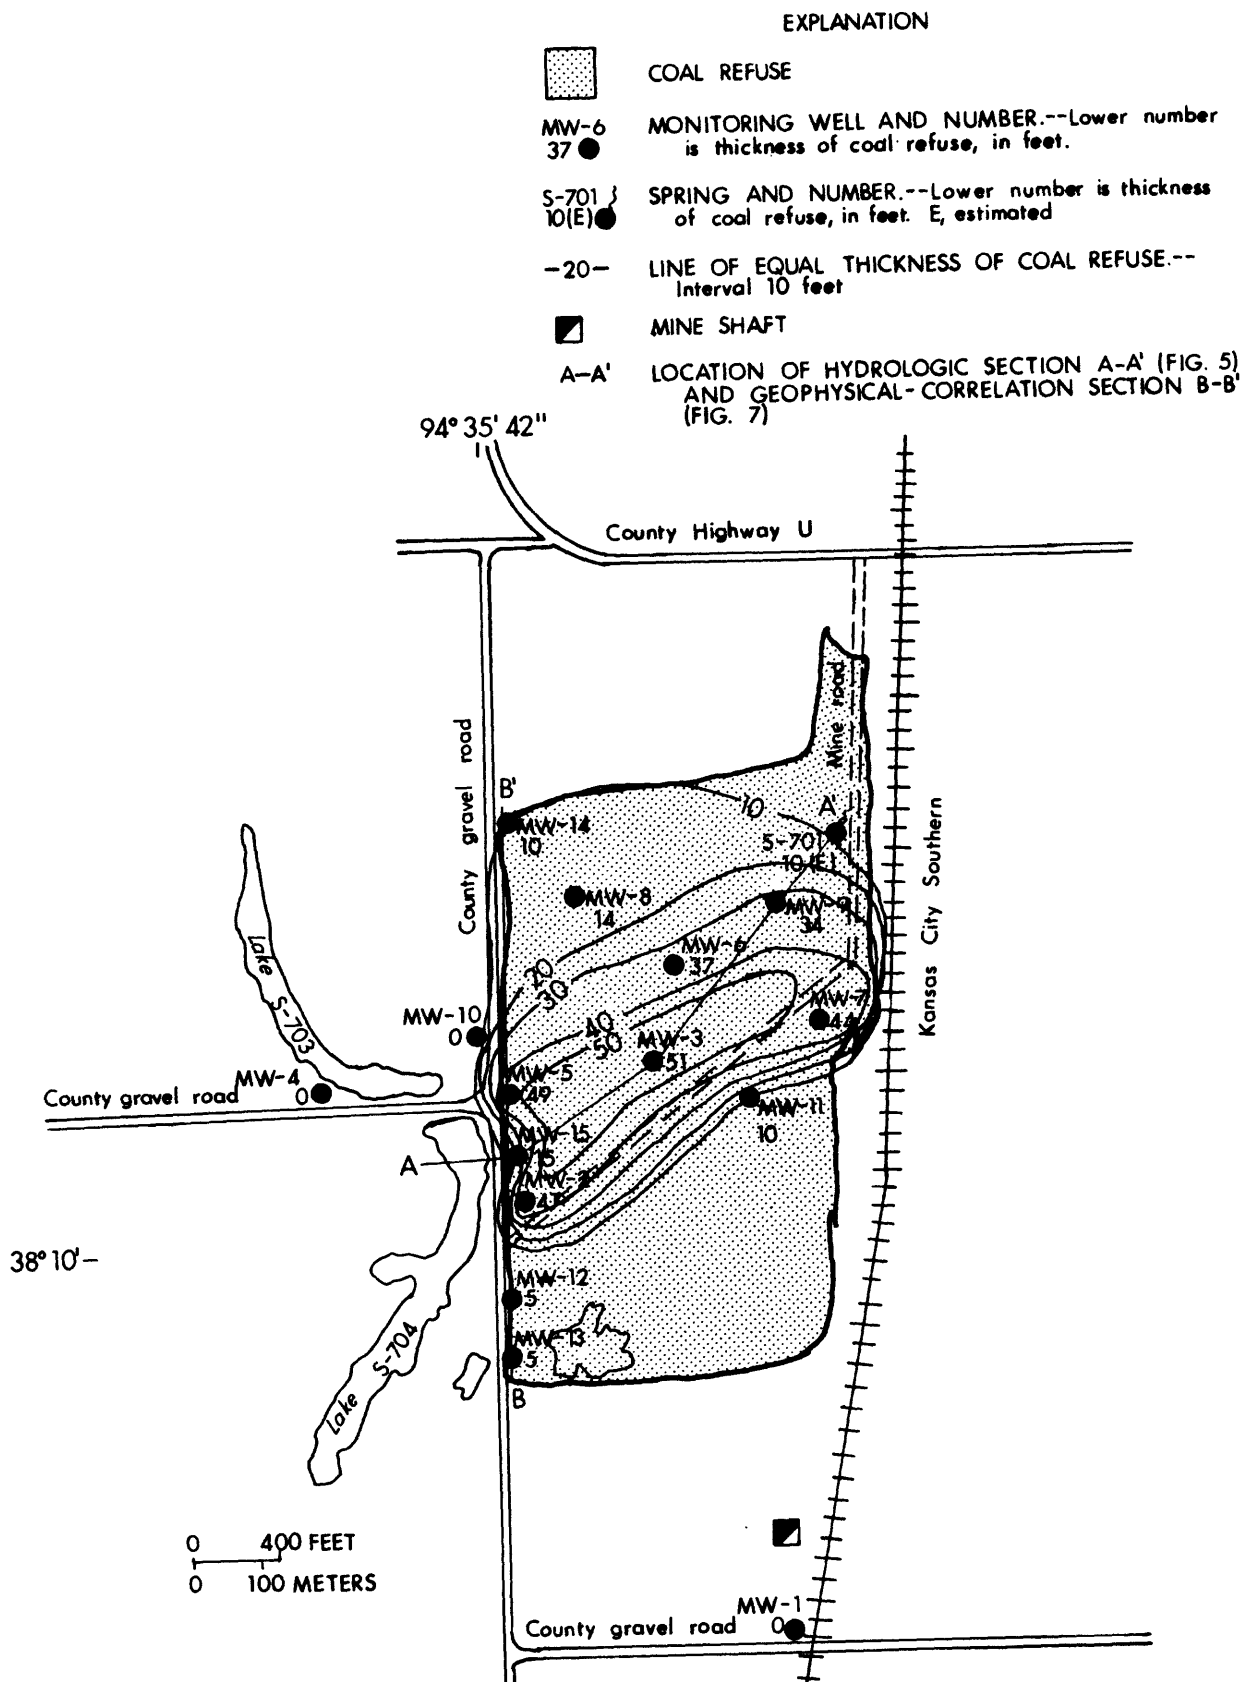 EXPLANATION
COAL REFUSE
MW-6
37
MONITORING WELL AND NUMBER.--Lower number
is thickness of coal refuse, in feet.
S-701
10(E)
SPRING AND NUMBER.--Lower number is thickness
of coal refuse, in feet. E, estimated
-20-
LINE OF EQUAL THICKNESS OF COAL REFUSE.--
Interval 10 feet
MINE SHAFT
A-A'
LOCATION OF HYDROLOGIC SECTION A-A' (FIG. 5)
AND GEOPHYSICAL-CORRELATION SECTION B-B'
(FIG. 7)
94° 35' 42"
County Highway U
Mine road
County gravel road
B'
10
A'
MW-14
10
S-701
10(E)
Kansas City Southern
MW-8
14
MW-9
34
MW-6
37
20
30
Lake S-703
MW-10
0
MW-7
44
40
50
MW-3
51
MW-4
0
MW-5
49
County gravel road
MW-11
10
MW-15
15
A
MW-2
47
38° 10'-
MW-12
5
MW-13
5
Lake S-704
B
0 400 FEET
0 100 METERS
MW-1
0
County gravel road